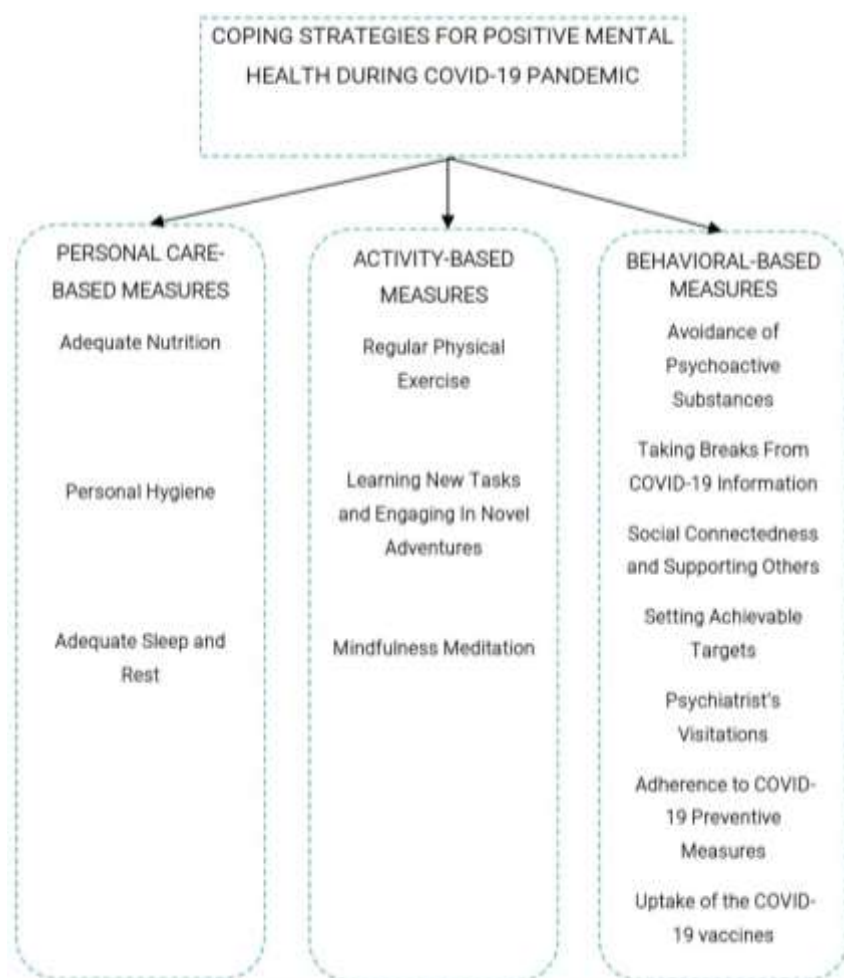 COPING STRATEGIES FOR POSITIVE MENTAL
HEALTH DURING COVID-19 PANDEMIC
PERSONAL CARE-
BASED MEASURES
Adequate Nutrition
Personal Hygiene
Adequate Sleep and
Rest
ACTIVITY-BASED
MEASURES
Regular Physical
Exercise
Learning New Tasks
and Engaging In Novel
Adventures
Mindfulness Meditation
BEHAVIORAL-BASED
MEASURES
Avoidance of
Psychoactive
Substances
Taking Breaks From
COVID-19 Information
Social Connectedness
and Supporting Others
Setting Achievable
Targets
Psychiatrist's
Visitations
Adherence to COVID-
19 Preventive
Measures
Uptake of the COVID-
19 vaccines